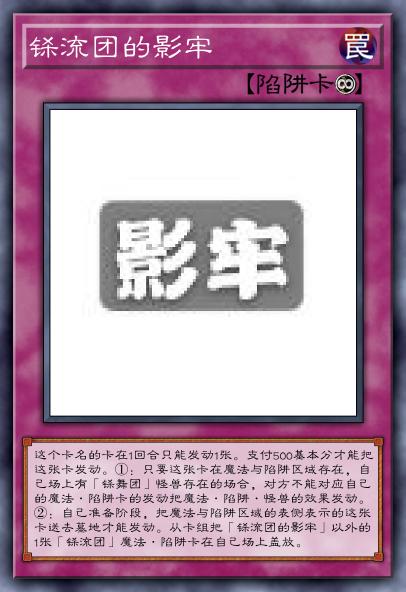 铩流团的影牢
罠
【陷阱卡】
影牢
这个卡名的卡在1回合只能发动1张。支付500基本分才能把
这张卡发动。①：只要这张卡在魔法与陷阱区域存在，自
己场上有「铩舞团」怪兽存在的场合，对方不能对应自己
的魔法·陷阱卡的发动把魔法·陷阱·怪兽的效果发动。
②：自己准备阶段，把魔法与陷阱区域的表侧表示的这张
卡送去墓地才能发动。从卡组把「铩流团的影牢」以外的
1张「铩流团」魔法·陷阱卡在自己场上盖放。